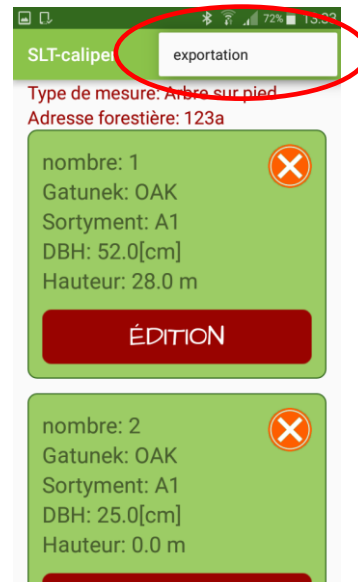 72% 13:33
SLT-caliper exportation
Type de mesure: Arbre sur pied
Adresse forestière: 123a
nombre: 1
Gatunek: OAK
Sortyment: A1
DBH: 52.0[cm]
Hauteur: 28.0 m
ÉDITION
nombre: 2
Gatunek: OAK
Sortyment: A1
DBH: 25.0[cm]
Hauteur: 0.0 m